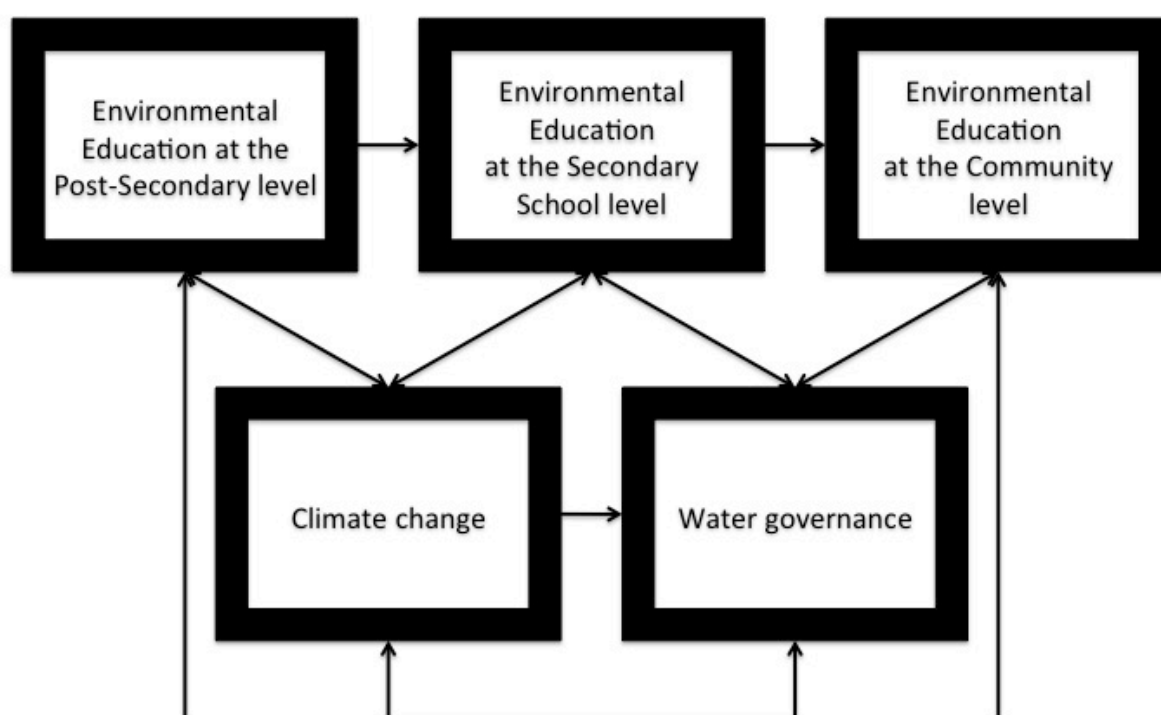 Environmental
Education at the
Post-Secondary level
Environmental
Education
at the Secondary
School level
Environmental
Education
at the Community
level
Climate change
Water governance